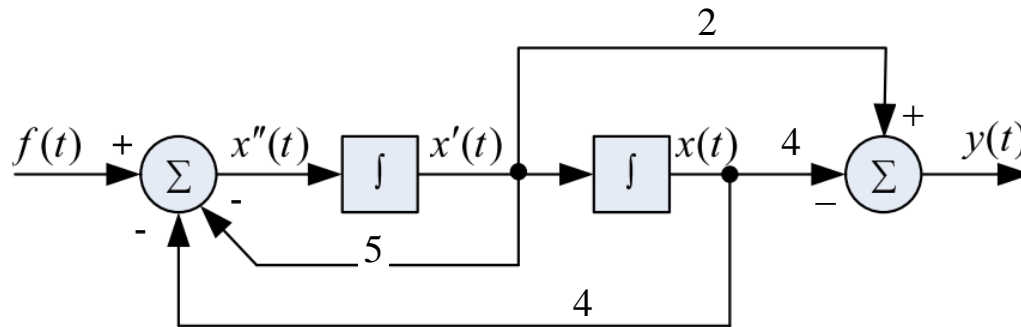 2
f(t) + Σ x″(t) ∫ x′(t) ∫ x(t) 4 + Σ y(t)
- - –
5
4